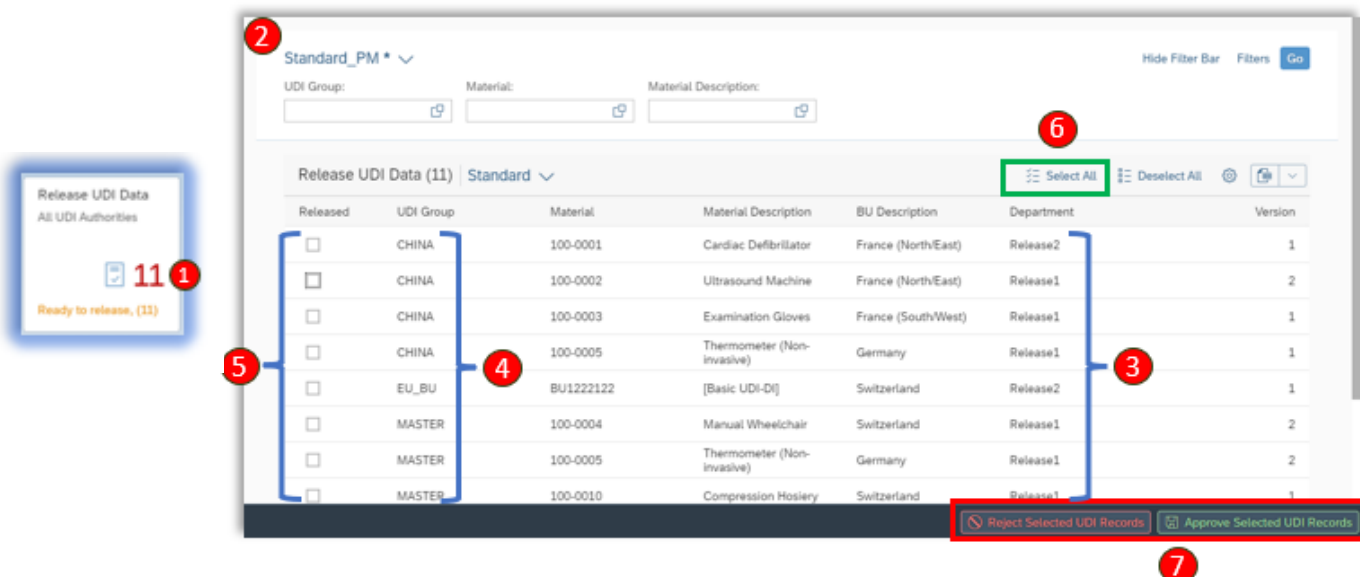 Release UDI Data
All UDI Authorities
11 1
Ready to release, (11)
2
Standard_PM *
Hide Filter Bar Filters Go
UDI Group: Material: Material Description:
6
Release UDI Data (11) Standard Select All Deselect All
Released UDI Group Material Material Description BU Description Department Version
CHINA 100-0001 Cardiac Defibrillator France (North/East) Release2 1
CHINA 100-0002 Ultrasound Machine France (North/East) Release1 2
CHINA 100-0003 Examination Gloves France (South/West) Release1 1
CHINA 100-0005 Thermometer (Non-
invasive) Germany Release1 1
5 4 3
EU_BU BU1222122 [Basic UDI-DI] Switzerland Release2 1
MASTER 100-0004 Manual Wheelchair Switzerland Release1 2
MASTER 100-0005 Thermometer (Non-
invasive) Germany Release1 2
MASTER 100-0010 Compression Hosiery Switzerland Release1 1
Reject Selected UDI Records Approve Selected UDI Records
7